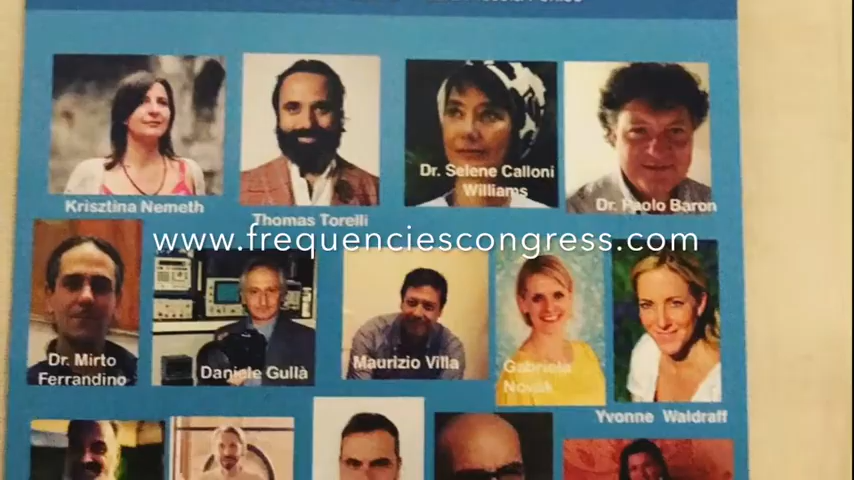 Krisztina Nemeth
Thomas Torelli
Dr. Selene Calloni
Williams
Dr. Paolo Baron
www.frequenciescongress.com
Dr. Mirto
Ferrandino
Daniele Gullà
Maurizio Villa
Gabriela
Novak
Yvonne Waldraff